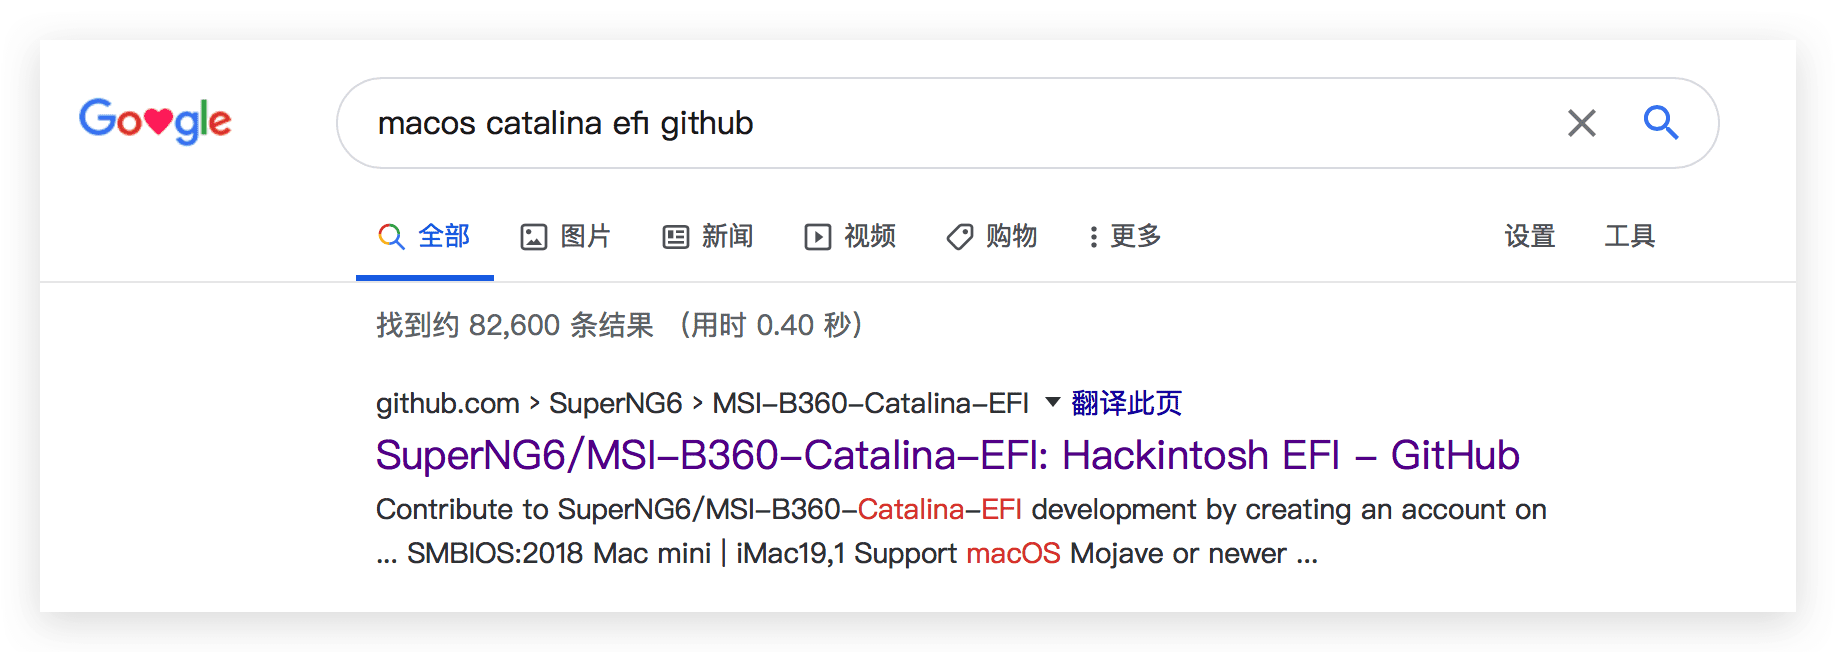 Google
macos catalina efi github
全部 图片 新闻 视频 购物 更多 设置 工具
找到约 82,600 条结果 （用时 0.40 秒）
github.com › SuperNG6 › MSI-B360-Catalina-EFI 翻译此页
SuperNG6/MSI-B360-Catalina-EFI: Hackintosh EFI - GitHub
Contribute to SuperNG6/MSI-B360-Catalina-EFI development by creating an account on
... SMBIOS:2018 Mac mini | iMac19,1 Support macOS Mojave or newer ...